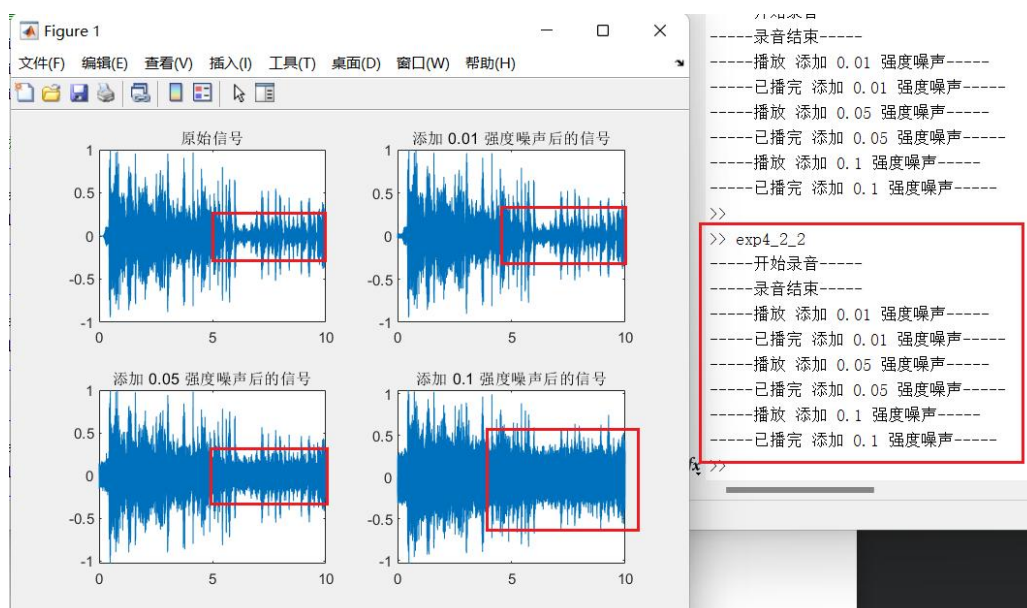 Figure 1
文件(F) 编辑(E) 查看(V) 插入(I) 工具(T) 桌面(D) 窗口(W) 帮助(H)
原始信号
1
0.5
0
-0.5
-1
0 5 10
添加 0.01 强度噪声后的信号
1
0.5
0
-0.5
-1
0 5 10
添加 0.05 强度噪声后的信号
1
0.5
0
-0.5
-1
0 5 10
添加 0.1 强度噪声后的信号
1
0.5
0
-0.5
-1
0 5 10
-----录音结束-----
-----播放 添加 0.01 强度噪声-----
-----已播完 添加 0.01 强度噪声-----
-----播放 添加 0.05 强度噪声-----
-----已播完 添加 0.05 强度噪声-----
-----播放 添加 0.1 强度噪声-----
-----已播完 添加 0.1 强度噪声-----
>>
>> exp4_2_2
-----开始录音-----
-----录音结束-----
-----播放 添加 0.01 强度噪声-----
-----已播完 添加 0.01 强度噪声-----
-----播放 添加 0.05 强度噪声-----
-----已播完 添加 0.05 强度噪声-----
-----播放 添加 0.1 强度噪声-----
-----已播完 添加 0.1 强度噪声-----
fx >>